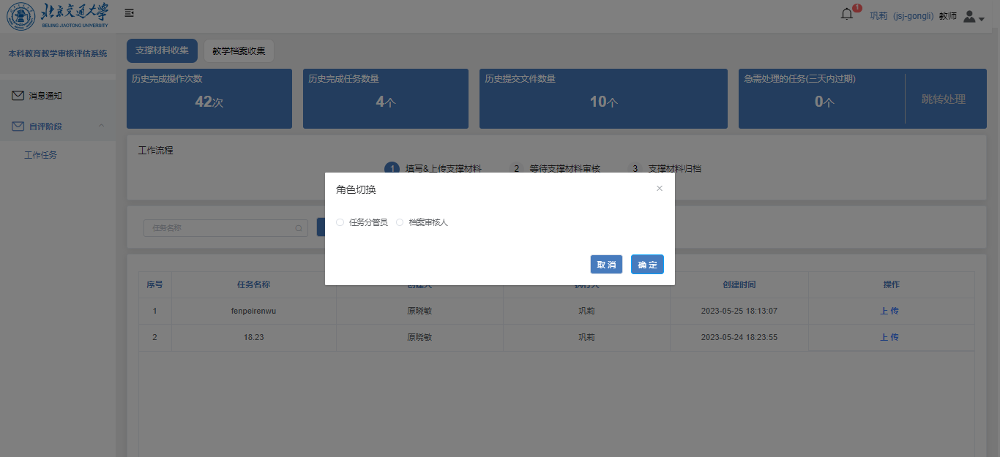 北京交通大学
BEIJING JIAOTONG UNIVERSITY
1
巩莉 (jsj-gongli) 教师
本科教育教学审核评估系统
消息通知
自评阶段
工作任务
支撑材料收集 教学档案收集
历史完成操作次数
42次
历史完成任务数量
4个
历史提交文件数量
10个
急需处理的任务(三天内过期)
0个
跳转处理
工作流程
1 填写&上传支撑材料 2 等待支撑材料审核 3 支撑材料归档
角色切换
任务分管员 档案审核人
取 消 确 定
任务名称
序号 任务名称 创建人 执行人 创建时间 操作
1 fenpeirenwu 原晓敏 巩莉 2023-05-25 18:13:07 上 传
2 18.23 原晓敏 巩莉 2023-05-24 18:23:55 上 传